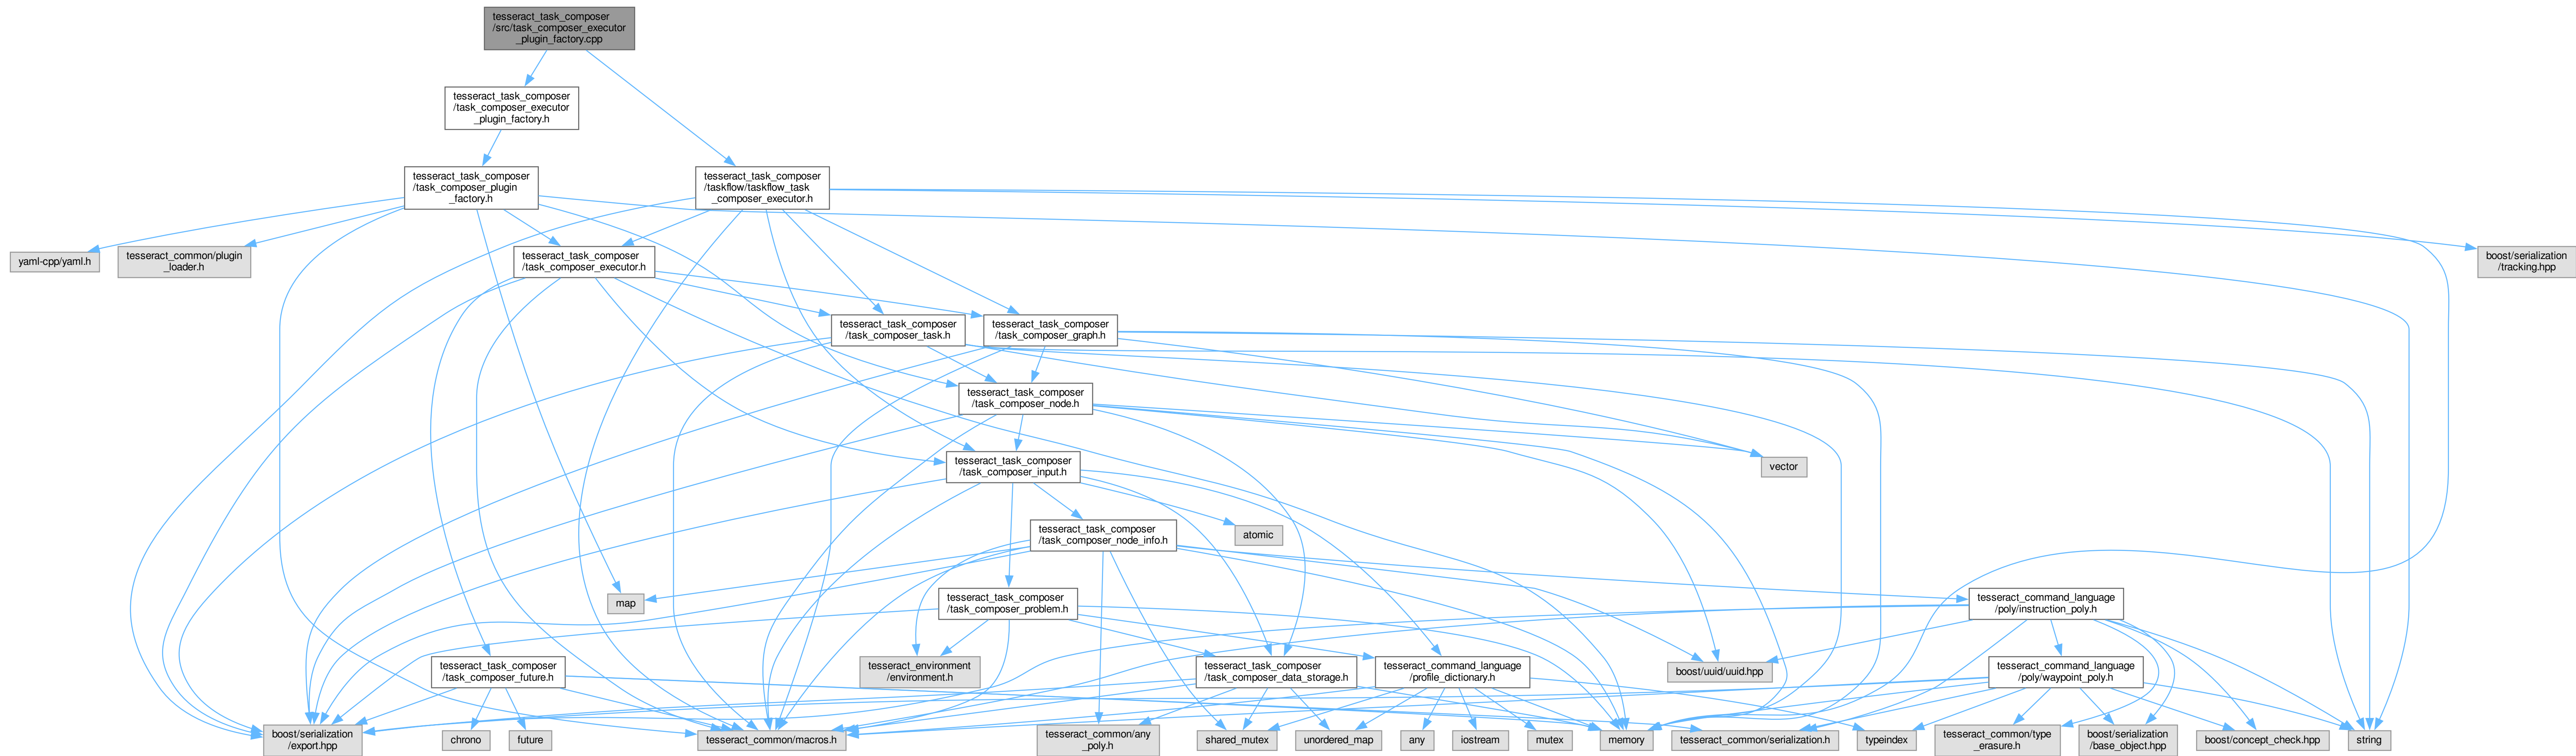 tesseract_task_composer
/src/task_composer_executor
_plugin_factory.cpp
tesseract_task_composer
/task_composer_executor
_plugin_factory.h
tesseract_task_composer
/task_composer_plugin
_factory.h
tesseract_task_composer
/taskflow/taskflow_task
_composer_executor.h
yaml-cpp/yaml.h
tesseract_common/plugin
_loader.h
tesseract_task_composer
/task_composer_executor.h
boost/serialization
/tracking.hpp
tesseract_task_composer
/task_composer_task.h
tesseract_task_composer
/task_composer_graph.h
tesseract_task_composer
/task_composer_node.h
tesseract_task_composer
/task_composer_input.h
vector
tesseract_task_composer
/task_composer_node_info.h
atomic
map
tesseract_task_composer
/task_composer_problem.h
tesseract_command_language
/poly/instruction_poly.h
tesseract_task_composer
/task_composer_future.h
tesseract_environment
/environment.h
tesseract_task_composer
/task_composer_data_storage.h
tesseract_command_language
/profile_dictionary.h
boost/uuid/uuid.hpp
tesseract_command_language
/poly/waypoint_poly.h
boost/serialization
/export.hpp
chrono
future
tesseract_common/macros.h
tesseract_common/any
_poly.h
shared_mutex
unordered_map
any
iostream
mutex
memory
tesseract_common/serialization.h
typeindex
tesseract_common/type
_erasure.h
boost/serialization
/base_object.hpp
boost/concept_check.hpp
string